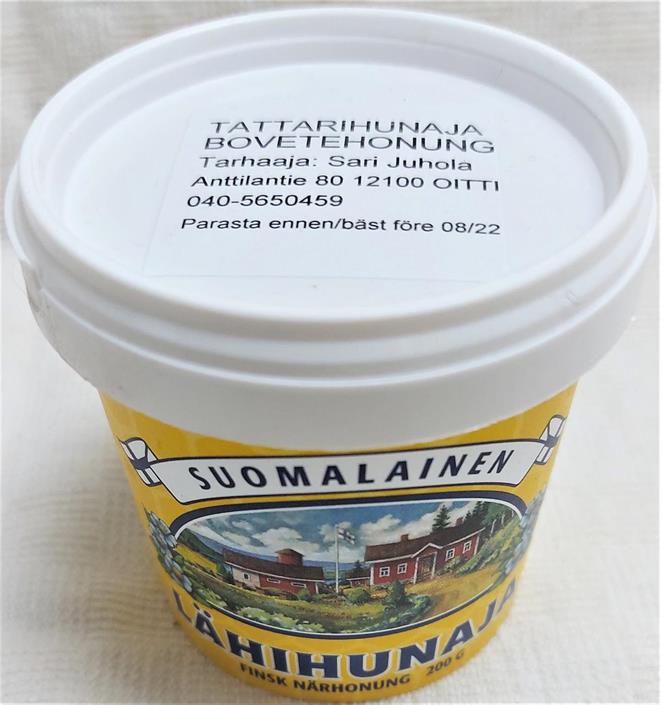 TATTARIHUNAJA
BOVETEHONUNG
Tarhaaja: Sari Juhola
Anttilantie 80 12100 OITTI
040-5650459
Parasta ennen/bäst före 08/22
SUOMALAINEN
LÄHIHUNAJA
FINSK NÄRHONUNG 200 G